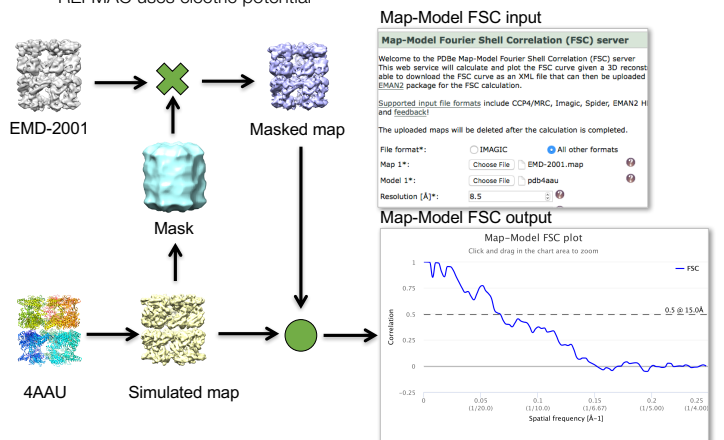 REFMAC uses electric potential
Map-Model FSC input
Map-Model Fourier Shell Correlation (FSC) server
Welcome to the PDBe Map-Model Fourier Shell Correlation (FSC) server
This web service will calculate and plot the FSC curve given a 3D reconst
able to download the FSC curve as an XML file that can then be uploaded
EMAN2 package for the FSC calculation.
Supported input file formats include CCP4/MRC, Imagic, Spider, EMAN2 H
and feedback!
The uploaded maps will be deleted after the calculation is completed.
File format*: IMAGIC All other formats
Map 1*: Choose File EMD-2001.map ?
Model 1*: Choose File pdb4aau ?
Resolution [Å]*: 8.5 ?
EMD-2001
Masked map
Mask
4AAU
Simulated map
Map-Model FSC output
Map-Model FSC plot
Click and drag in the chart area to zoom
FSC
0.5 @ 15.0Å
Correlation
1
0.75
0.5
0.25
0
-0.25
0 0.05 0.1 0.15 0.2 0.25
(1/20.0) (1/10.0) (1/6.67) (1/5.00) (1/4.00)
Spatial frequency [Å-1]